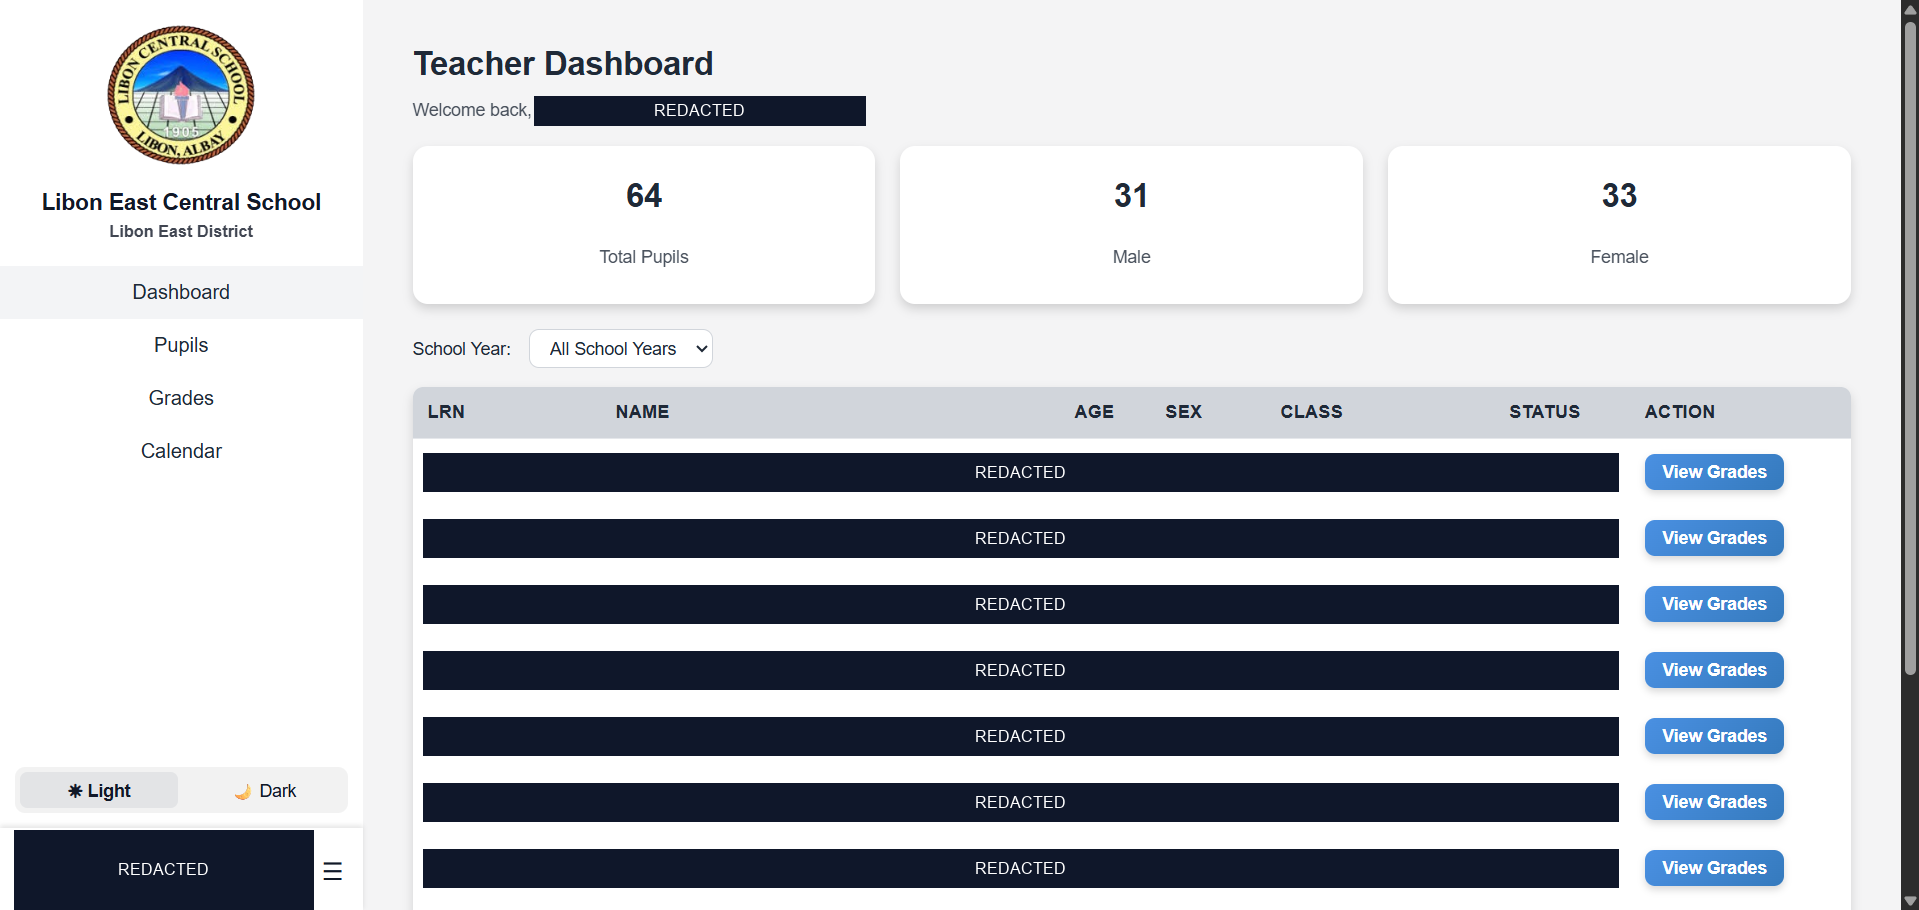 LIBON CENTRAL SCHOOL
1905
LIBON, ALBAY
Libon East Central School
Libon East District
Dashboard
Pupils
Grades
Calendar
Light
Dark
REDACTED
Teacher Dashboard
Welcome back, REDACTED
64
Total Pupils
31
Male
33
Female
School Year: All School Years
LRN NAME AGE SEX CLASS STATUS ACTION
REDACTED View Grades
REDACTED View Grades
REDACTED View Grades
REDACTED View Grades
REDACTED View Grades
REDACTED View Grades
REDACTED View Grades